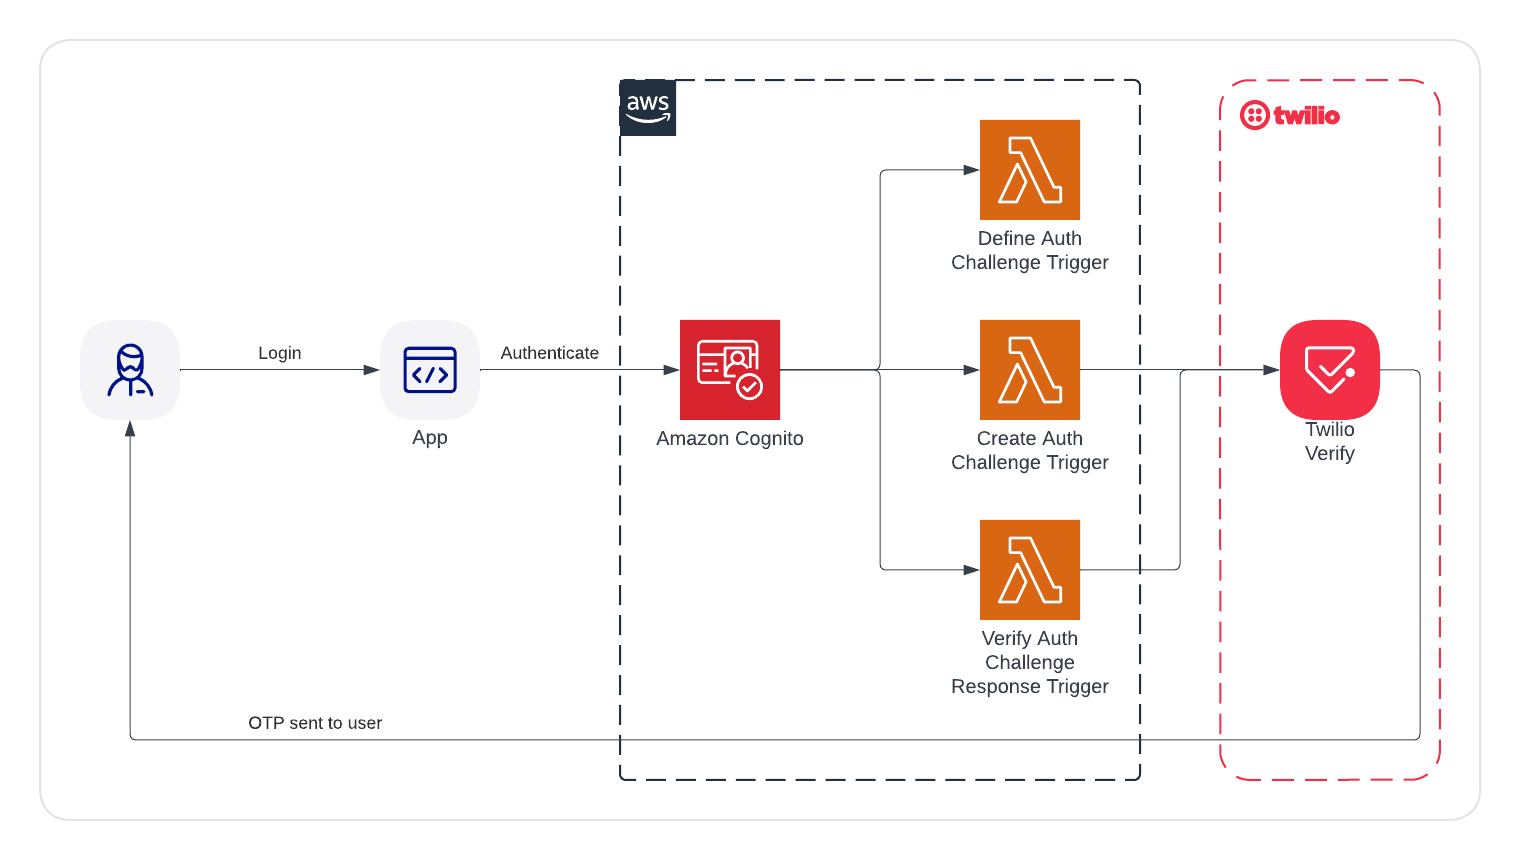 aws
twilio
Define Auth
Challenge Trigger
Login
Authenticate
App
Amazon Cognito
Create Auth
Challenge Trigger
Twilio
Verify
Verify Auth
Challenge
Response Trigger
OTP sent to user